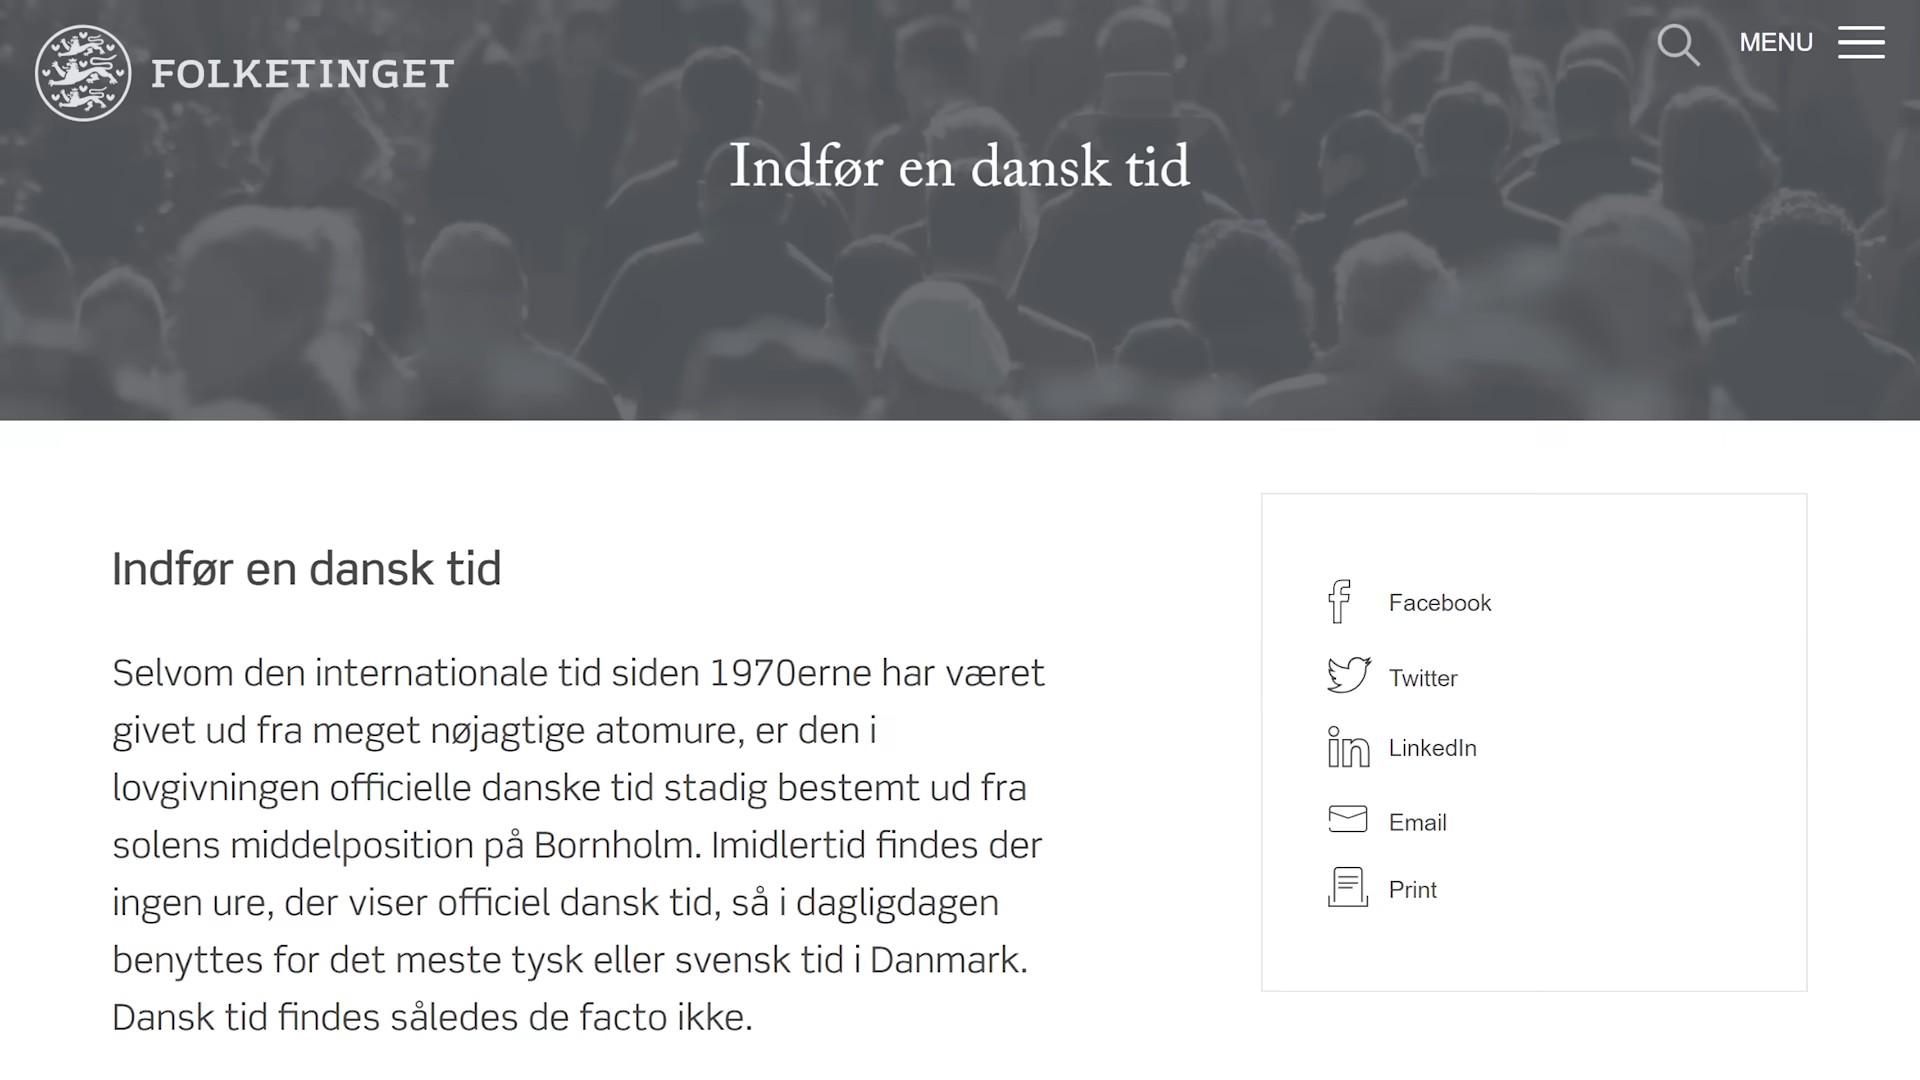 FOLKETINGET
MENU
Indfør en dansk tid
Indfør en dansk tid
Selvom den internationale tid siden 1970erne har været
givet ud fra meget nøjagtige atomure, er den i
lovgivningen officielle danske tid stadig bestemt ud fra
solens middelposition på Bornholm. Imidlertid findes der
ingen ure, der viser officiel dansk tid, så i dagligdagen
benyttes for det meste tysk eller svensk tid i Danmark.
Dansk tid findes således de facto ikke.
Facebook
Twitter
LinkedIn
Email
Print